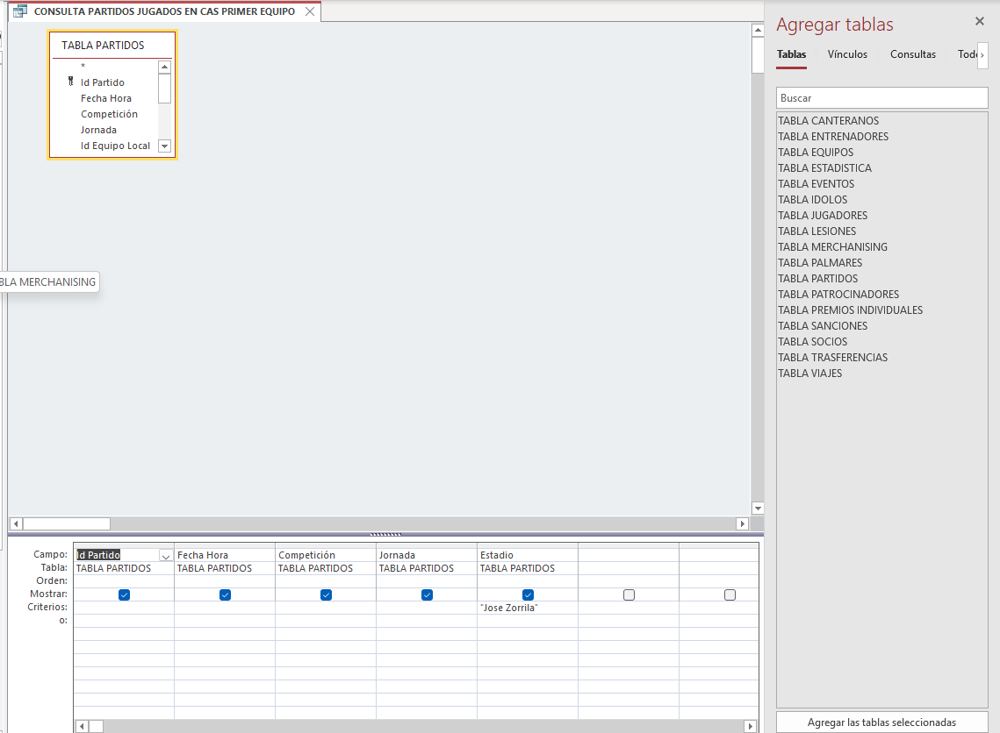 CONSULTA PARTIDOS JUGADOS EN CAS PRIMER EQUIPO
TABLA PARTIDOS
*
Id Partido
Fecha Hora
Competición
Jornada
Id Equipo Local
BLA MERCHANISING
Agregar tablas
Tablas Vínculos Consultas Todo
Buscar
TABLA CANTERANOS
TABLA ENTRENADORES
TABLA EQUIPOS
TABLA ESTADISTICA
TABLA EVENTOS
TABLA IDOLOS
TABLA JUGADORES
TABLA LESIONES
TABLA MERCHANISING
TABLA PALMARES
TABLA PARTIDOS
TABLA PATROCINADORES
TABLA PREMIOS INDIVIDUALES
TABLA SANCIONES
TABLA SOCIOS
TABLA TRASFERENCIAS
TABLA VIAJES
Agregar las tablas seleccionadas
Campo: Id Partido Fecha Hora Competición Jornada Estadio
Tabla: TABLA PARTIDOS TABLA PARTIDOS TABLA PARTIDOS TABLA PARTIDOS TABLA PARTIDOS
Orden:
Mostrar:
Criterios: "Jose Zorrila"
o: